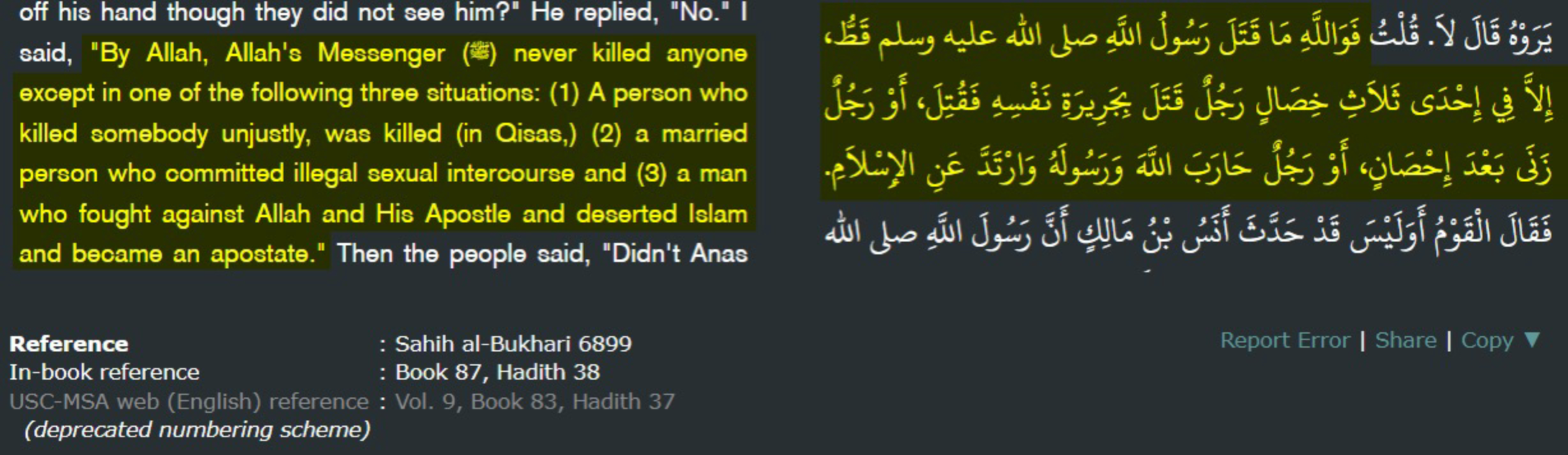 off his hand though they did not see him?" He replied, "No." I
said, "By Allah, Allah's Messenger (ﷺ) never killed anyone
except in one of the following three situations: (1) A person who
killed somebody unjustly, was killed (in Qisas,) (2) a married
person who committed illegal sexual intercourse and (3) a man
who fought against Allah and His Apostle and deserted Islam
and became an apostate." Then the people said, "Didn't Anas
يَرَوْهُ قَالَ لاَ‏.‏ قُلْتُ فَوَاللَّهِ مَا قَتَلَ رَسُولُ اللَّهِ صلى الله عليه وسلم قَطُّ،
إِلاَّ فِي إِحْدَى ثَلاَثِ خِصَالٍ رَجُلٌ قَتَلَ بِجَرِيرَةِ نَفْسِهِ فَقُتِلَ، أَوْ رَجُلٌ
زَنَى بَعْدَ إِحْصَانٍ، أَوْ رَجُلٌ حَارَبَ اللَّهَ وَرَسُولَهُ وَارْتَدَّ عَنِ الإِسْلاَمِ‏.‏
فَقَالَ الْقَوْمُ أَوَلَيْسَ قَدْ حَدَّثَ أَنَسُ بْنُ مَالِكٍ أَنَّ رَسُولَ اللَّهِ صلى الله
Reference : Sahih al-Bukhari 6899
In-book reference : Book 87, Hadith 38
USC-MSA web (English) reference : Vol. 9, Book 83, Hadith 37
(deprecated numbering scheme)
Report Error | Share | Copy ▼